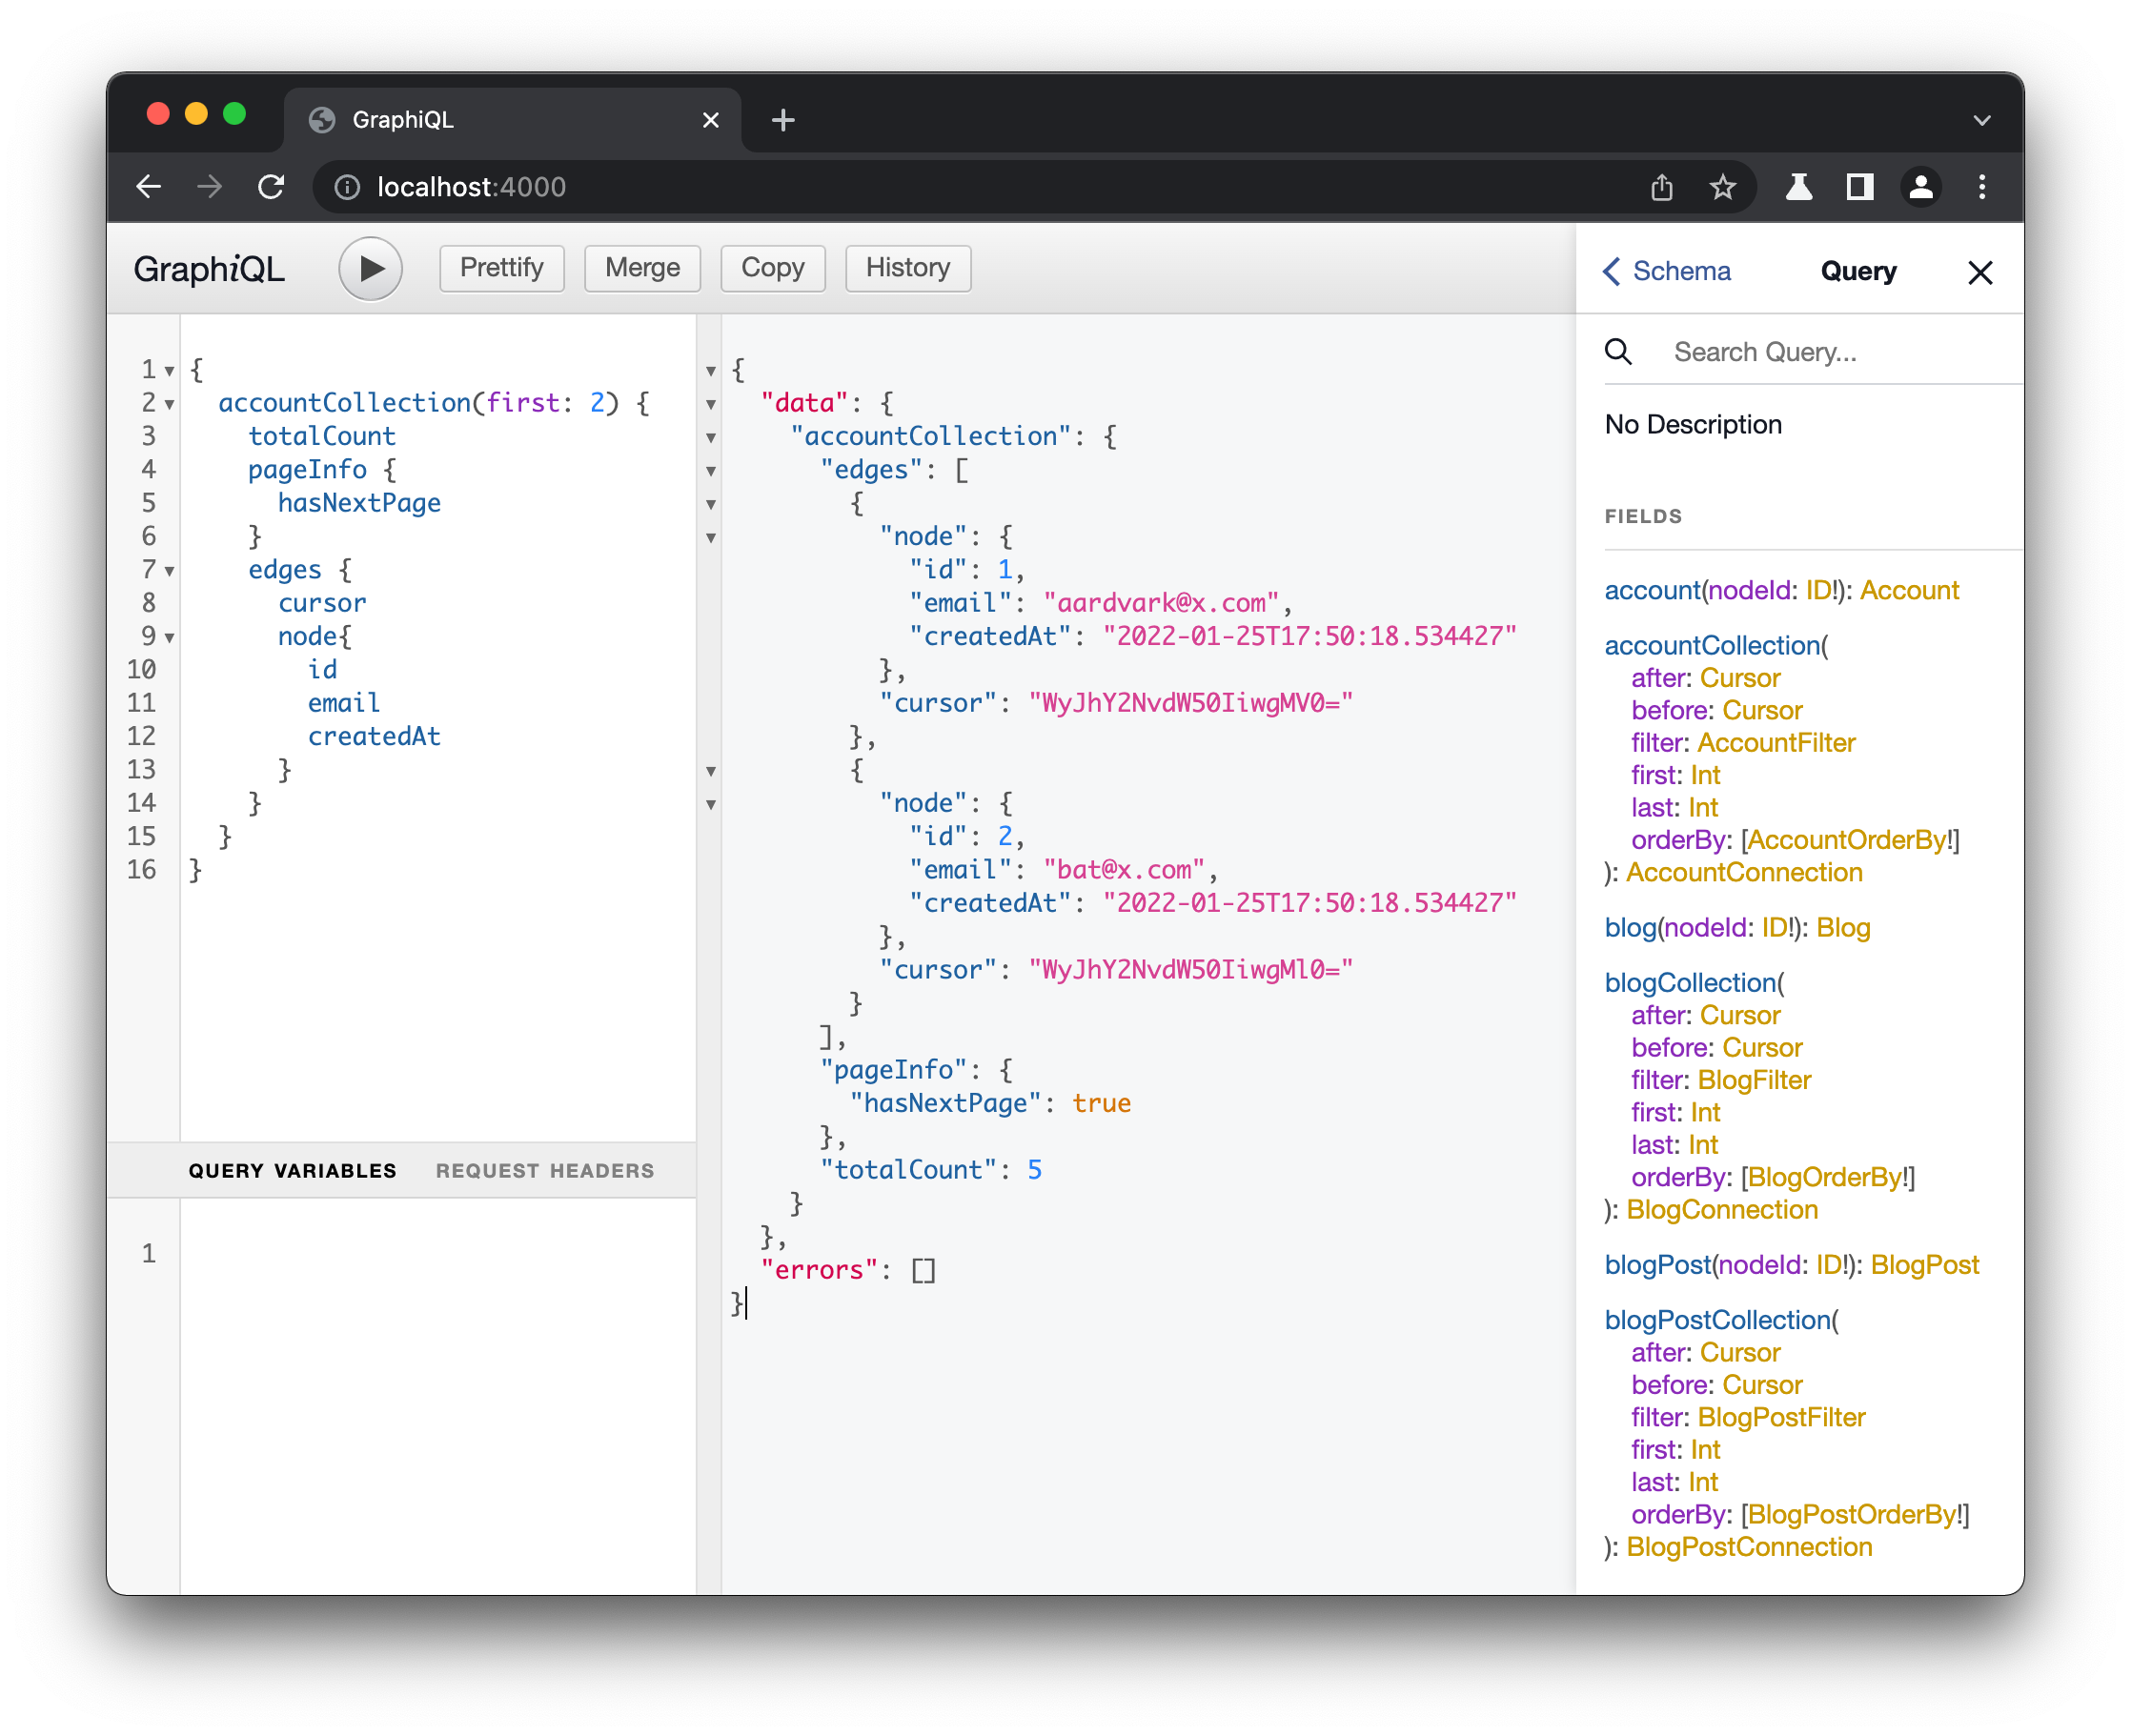 GraphiQL
localhost:4000
GraphiQL
Prettify
Merge
Copy
History
1 {
2   accountCollection(first: 2) {
3     totalCount
4     pageInfo {
5       hasNextPage
6     }
7     edges {
8       cursor
9       node{
10         id
11         email
12         createdAt
13       }
14     }
15   }
16 }
QUERY VARIABLES REQUEST HEADERS
1
{
  "data": {
    "accountCollection": {
      "edges": [
        {
          "node": {
            "id": 1,
            "email": "aardvark@x.com",
            "createdAt": "2022-01-25T17:50:18.534427"
          },
          "cursor": "WyJhY2NvdW50IiwgMV0="
        },
        {
          "node": {
            "id": 2,
            "email": "bat@x.com",
            "createdAt": "2022-01-25T17:50:18.534427"
          },
          "cursor": "WyJhY2NvdW50IiwgMl0="
        }
      ],
      "pageInfo": {
        "hasNextPage": true
      },
      "totalCount": 5
    }
  },
  "errors": []
}
Schema Query
Search Query...
No Description
FIELDS
account(nodeId: ID!): Account
accountCollection(
after: Cursor
before: Cursor
filter: AccountFilter
first: Int
last: Int
orderBy: [AccountOrderBy!]
): AccountConnection
blog(nodeId: ID!): Blog
blogCollection(
after: Cursor
before: Cursor
filter: BlogFilter
first: Int
last: Int
orderBy: [BlogOrderBy!]
): BlogConnection
blogPost(nodeId: ID!): BlogPost
blogPostCollection(
after: Cursor
before: Cursor
filter: BlogPostFilter
first: Int
last: Int
orderBy: [BlogPostOrderBy!]
): BlogPostConnection